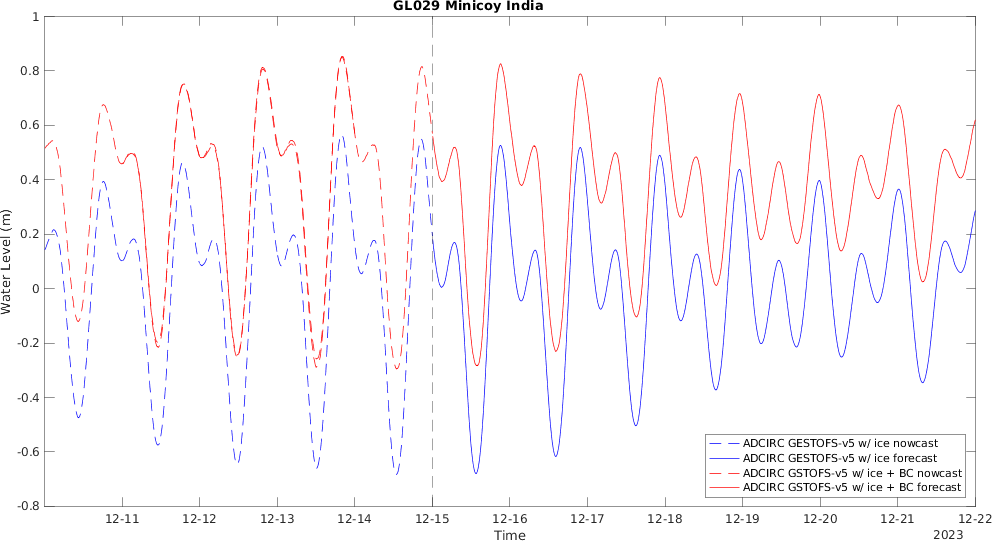 GL029 Minicoy India
1
0.8
0.6
0.4
0.2
0
-0.2
-0.4
-0.6
-0.8
Water Level (m)
12-11 12-12 12-13 12-14 12-15 12-16 12-17 12-18 12-19 12-20 12-21 12-22
Time
2023
ADCIRC GESTOFS-v5 w/ ice nowcast
ADCIRC GESTOFS-v5 w/ ice forecast
ADCIRC GSTOFS-v5 w/ ice + BC nowcast
ADCIRC GSTOFS-v5 w/ ice + BC forecast